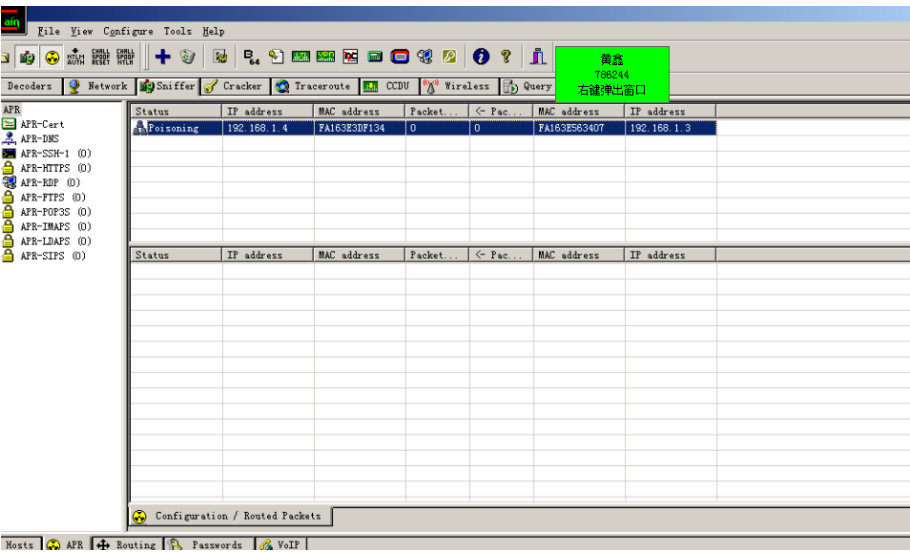 ain
File View Configure Tools Help
NTLM AUTH CHALL SPOOF RESET CHALL SPOOF NTLM
B64
黄鑫
786244
右键弹出窗口
Decoders Network Sniffer Cracker Traceroute CCDU Wireless Query
APR
APR-Cert
APR-DNS
APR-SSH-1 (0)
APR-HTTPS (0)
APR-RDP (0)
APR-FTPS (0)
APR-POP3S (0)
APR-IMAPS (0)
APR-LDAPS (0)
APR-SIPS (0)
Status IP address MAC address Packet... <- Pac... MAC address IP address
Poisoning 192.168.1.4 FA163E3DF134 0 0 FA163E563407 192.168.1.3
Status IP address MAC address Packet... <- Pac... MAC address IP address
Configuration / Routed Packets
Hosts APR Routing Passwords VoIP